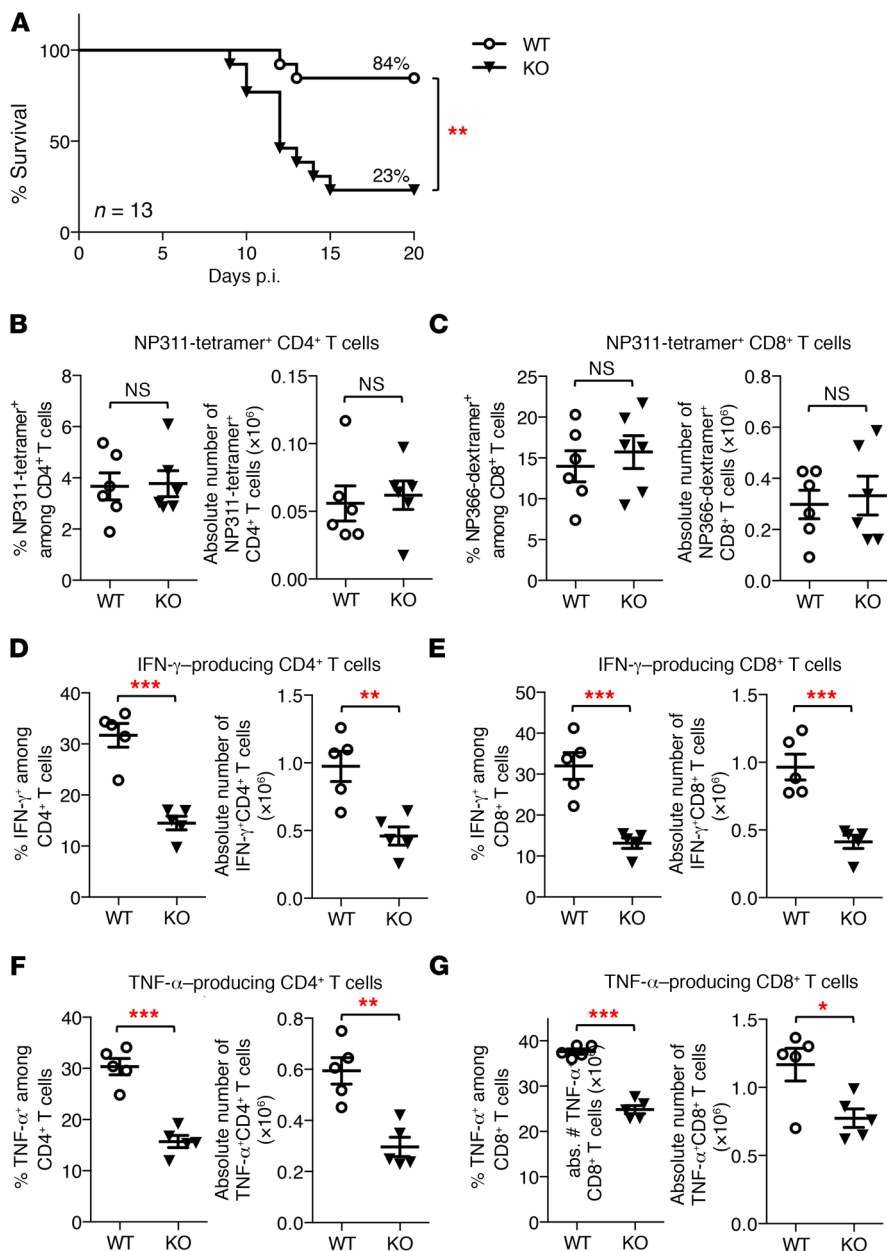 A
WT
KO
% Survival
100
50
0
84%
23%
**
n = 13
0 5 10 15 20
Days p.i.
B
NP311-tetramer⁺ CD4⁺ T cells
% NP311-tetramer⁺
among CD4⁺ T cells
8
6
4
2
0
NS
WT KO
Absolute number of
NP311-tetramer⁺
CD4⁺ T cells (×10⁶)
0.15
0.10
0.05
0.00
NS
WT KO
C
NP311-tetramer⁺ CD8⁺ T cells
% NP366-dextramer⁺
among CD8⁺ T cells
25
20
15
10
5
0
NS
WT KO
Absolute number of
NP366-dextramer⁺
CD8⁺ T cells (×10⁶)
0.8
0.6
0.4
0.2
0.0
NS
WT KO
D
IFN-γ–producing CD4⁺ T cells
% IFN-γ⁺ among
CD4⁺ T cells
40
30
20
10
0
***
WT KO
Absolute number of
IFN-γ⁺CD4⁺ T cells
(×10⁶)
1.5
1.0
0.5
0.0
**
WT KO
E
IFN-γ–producing CD8⁺ T cells
% IFN-γ⁺ among
CD8⁺ T cells
50
40
30
20
10
0
***
WT KO
Absolute number of
IFN-γ⁺CD8⁺ T cells
(×10⁶)
1.5
1.0
0.5
0.0
***
WT KO
F
TNF-α–producing CD4⁺ T cells
% TNF-α⁺ among
CD4⁺ T cells
40
30
20
10
0
***
WT KO
Absolute number of
TNF-α⁺CD4⁺ T cells
(×10⁶)
0.8
0.6
0.4
0.2
0.0
**
WT KO
G
TNF-α–producing CD8⁺ T cells
% TNF-α⁺ among
CD8⁺ T cells
40
30
20
10
0
***
abs. # TNF-α
CD8⁺ T cells (×10
WT KO
Absolute number of
TNF-α⁺CD8⁺ T cells
(×10⁶)
1.5
1.0
0.5
0.0
*
WT KO